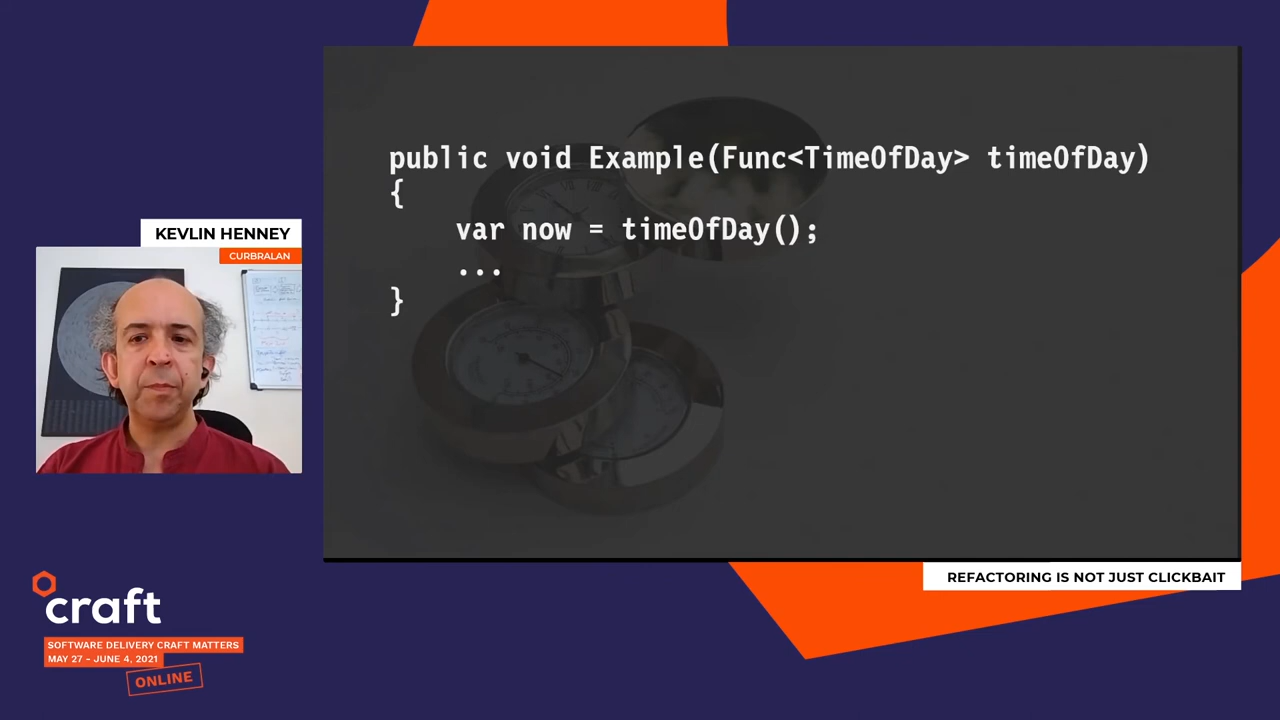 public void Example(Func<TimeOfDay> timeOfDay)
{
var now = timeOfDay();
...
}
KEVLIN HENNEY
CURBRALAN
REFACTORING IS NOT JUST CLICKBAIT
craft
SOFTWARE DELIVERY CRAFT MATTERS
MAY 27 - JUNE 4, 2021
ONLINE